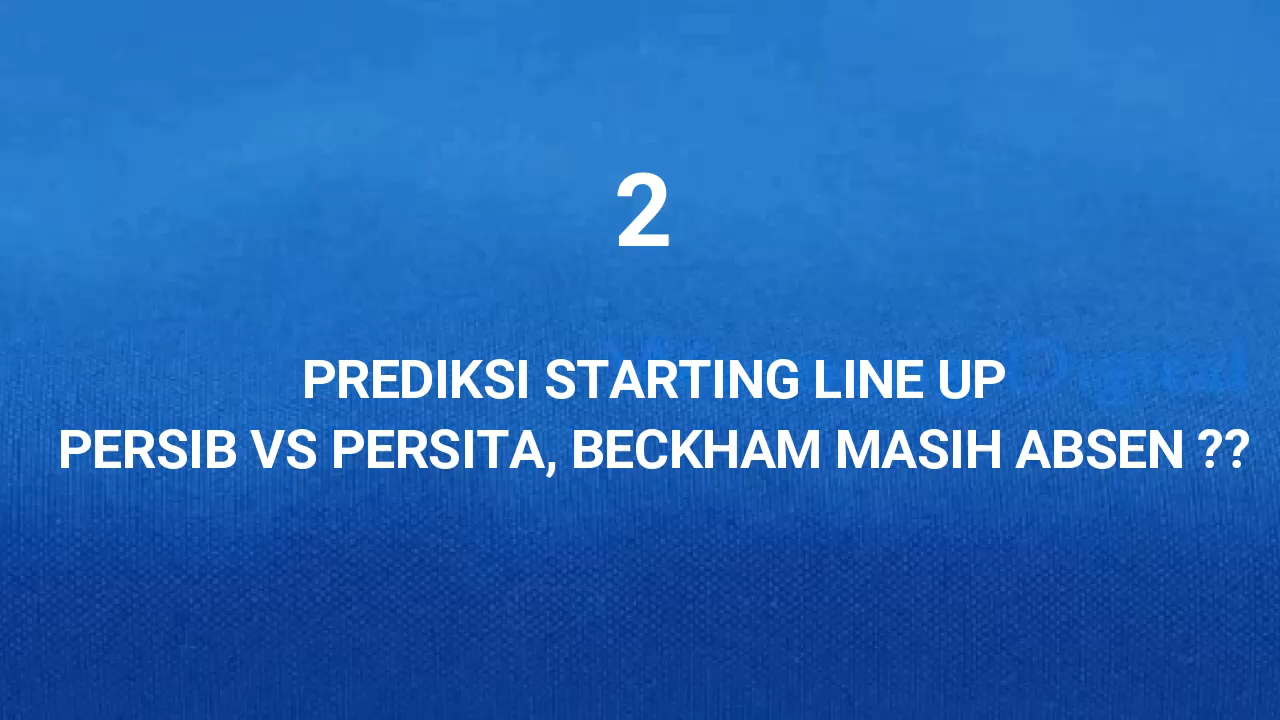 2
PREDIKSI STARTING LINE UP
PERSIB VS PERSITA, BECKHAM MASIH ABSEN ??